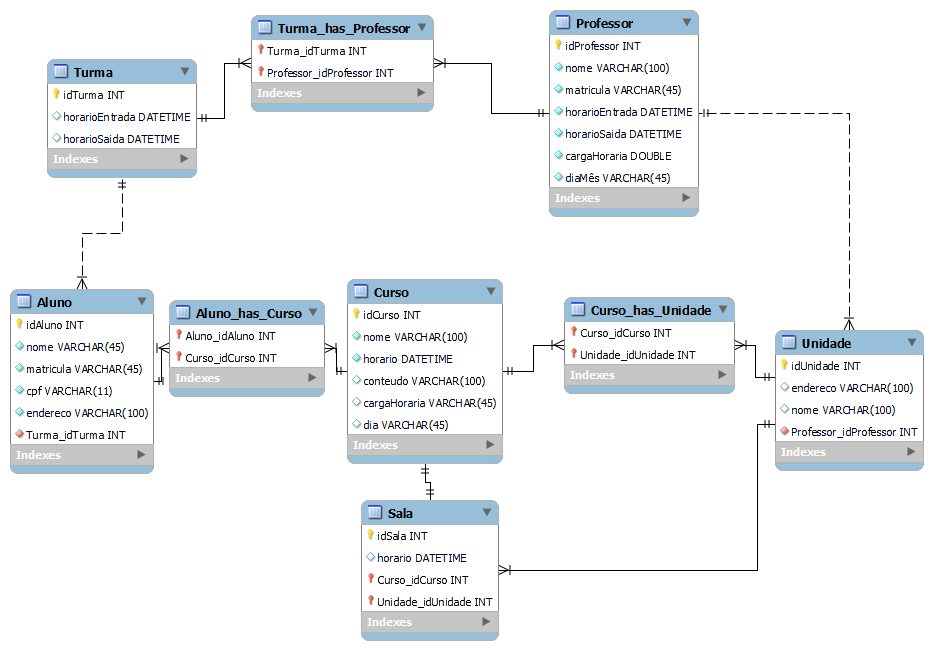 Turma
idTurma INT
horarioEntrada DATETIME
horarioSaida DATETIME
Indexes
Turma_has_Professor
Turma_idTurma INT
Professor_idProfessor INT
Indexes
Professor
idProfessor INT
nome VARCHAR(100)
matricula VARCHAR(45)
horarioEntrada DATETIME
horarioSaida DATETIME
cargaHoraria DOUBLE
diaMês VARCHAR(45)
Indexes
Aluno
idAluno INT
nome VARCHAR(45)
matricula VARCHAR(45)
cpf VARCHAR(11)
endereco VARCHAR(100)
Turma_idTurma INT
Indexes
Aluno_has_Curso
Aluno_idAluno INT
Curso_idCurso INT
Indexes
Curso
idCurso INT
nome VARCHAR(100)
horario DATETIME
conteudo VARCHAR(100)
cargaHoraria VARCHAR(45)
dia VARCHAR(45)
Indexes
Curso_has_Unidade
Curso_idCurso INT
Unidade_idUnidade INT
Indexes
Unidade
idUnidade INT
endereco VARCHAR(100)
nome VARCHAR(100)
Professor_idProfessor INT
Indexes
Sala
idSala INT
horario DATETIME
Curso_idCurso INT
Unidade_idUnidade INT
Indexes